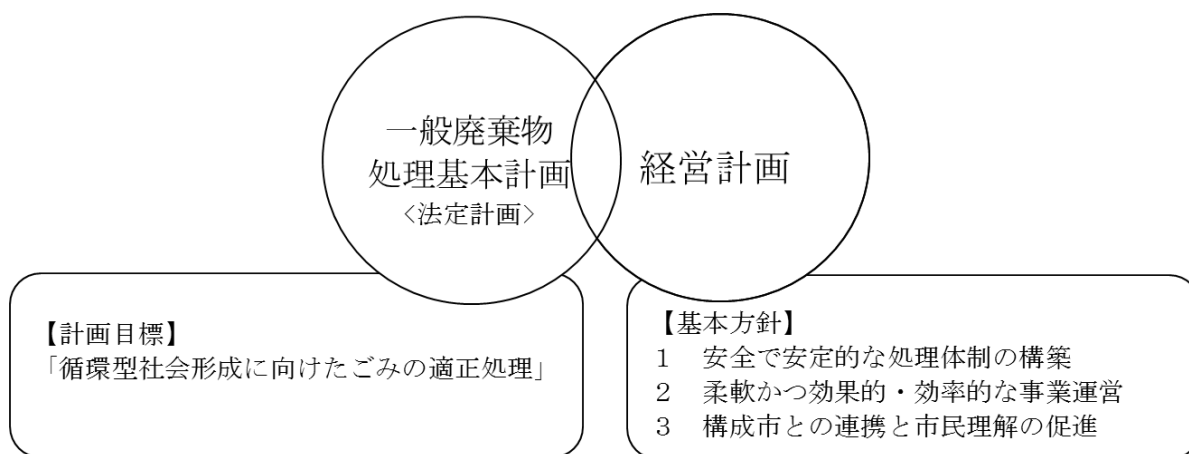 一般廃棄物
処理基本計画
<法定計画>
経営計画
【計画目標】
「循環型社会形成に向けたごみの適正処理」
【基本方針】
1 安全で安定的な処理体制の構築
2 柔軟かつ効果的・効率的な事業運営
3 構成市との連携と市民理解の促進